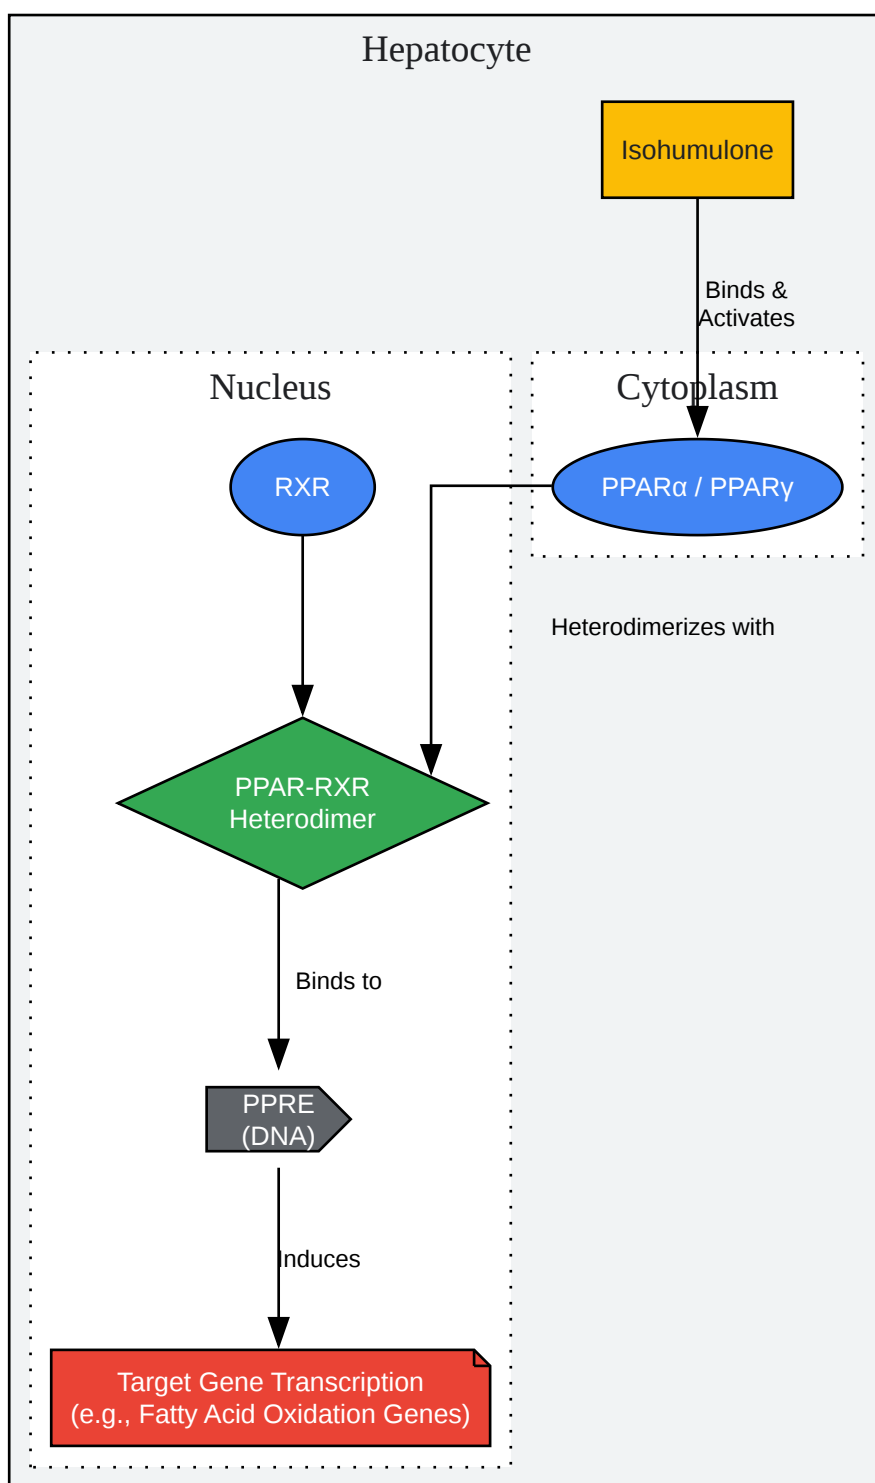 Hepatocyte
Isohumulone
Binds &
Activates
Nucleus
Cytoplasm
RXR
PPARα / PPARγ
Heterodimerizes with
PPAR-RXR
Heterodimer
Binds to
PPRE
(DNA)
Induces
Target Gene Transcription
(e.g., Fatty Acid Oxidation Genes)